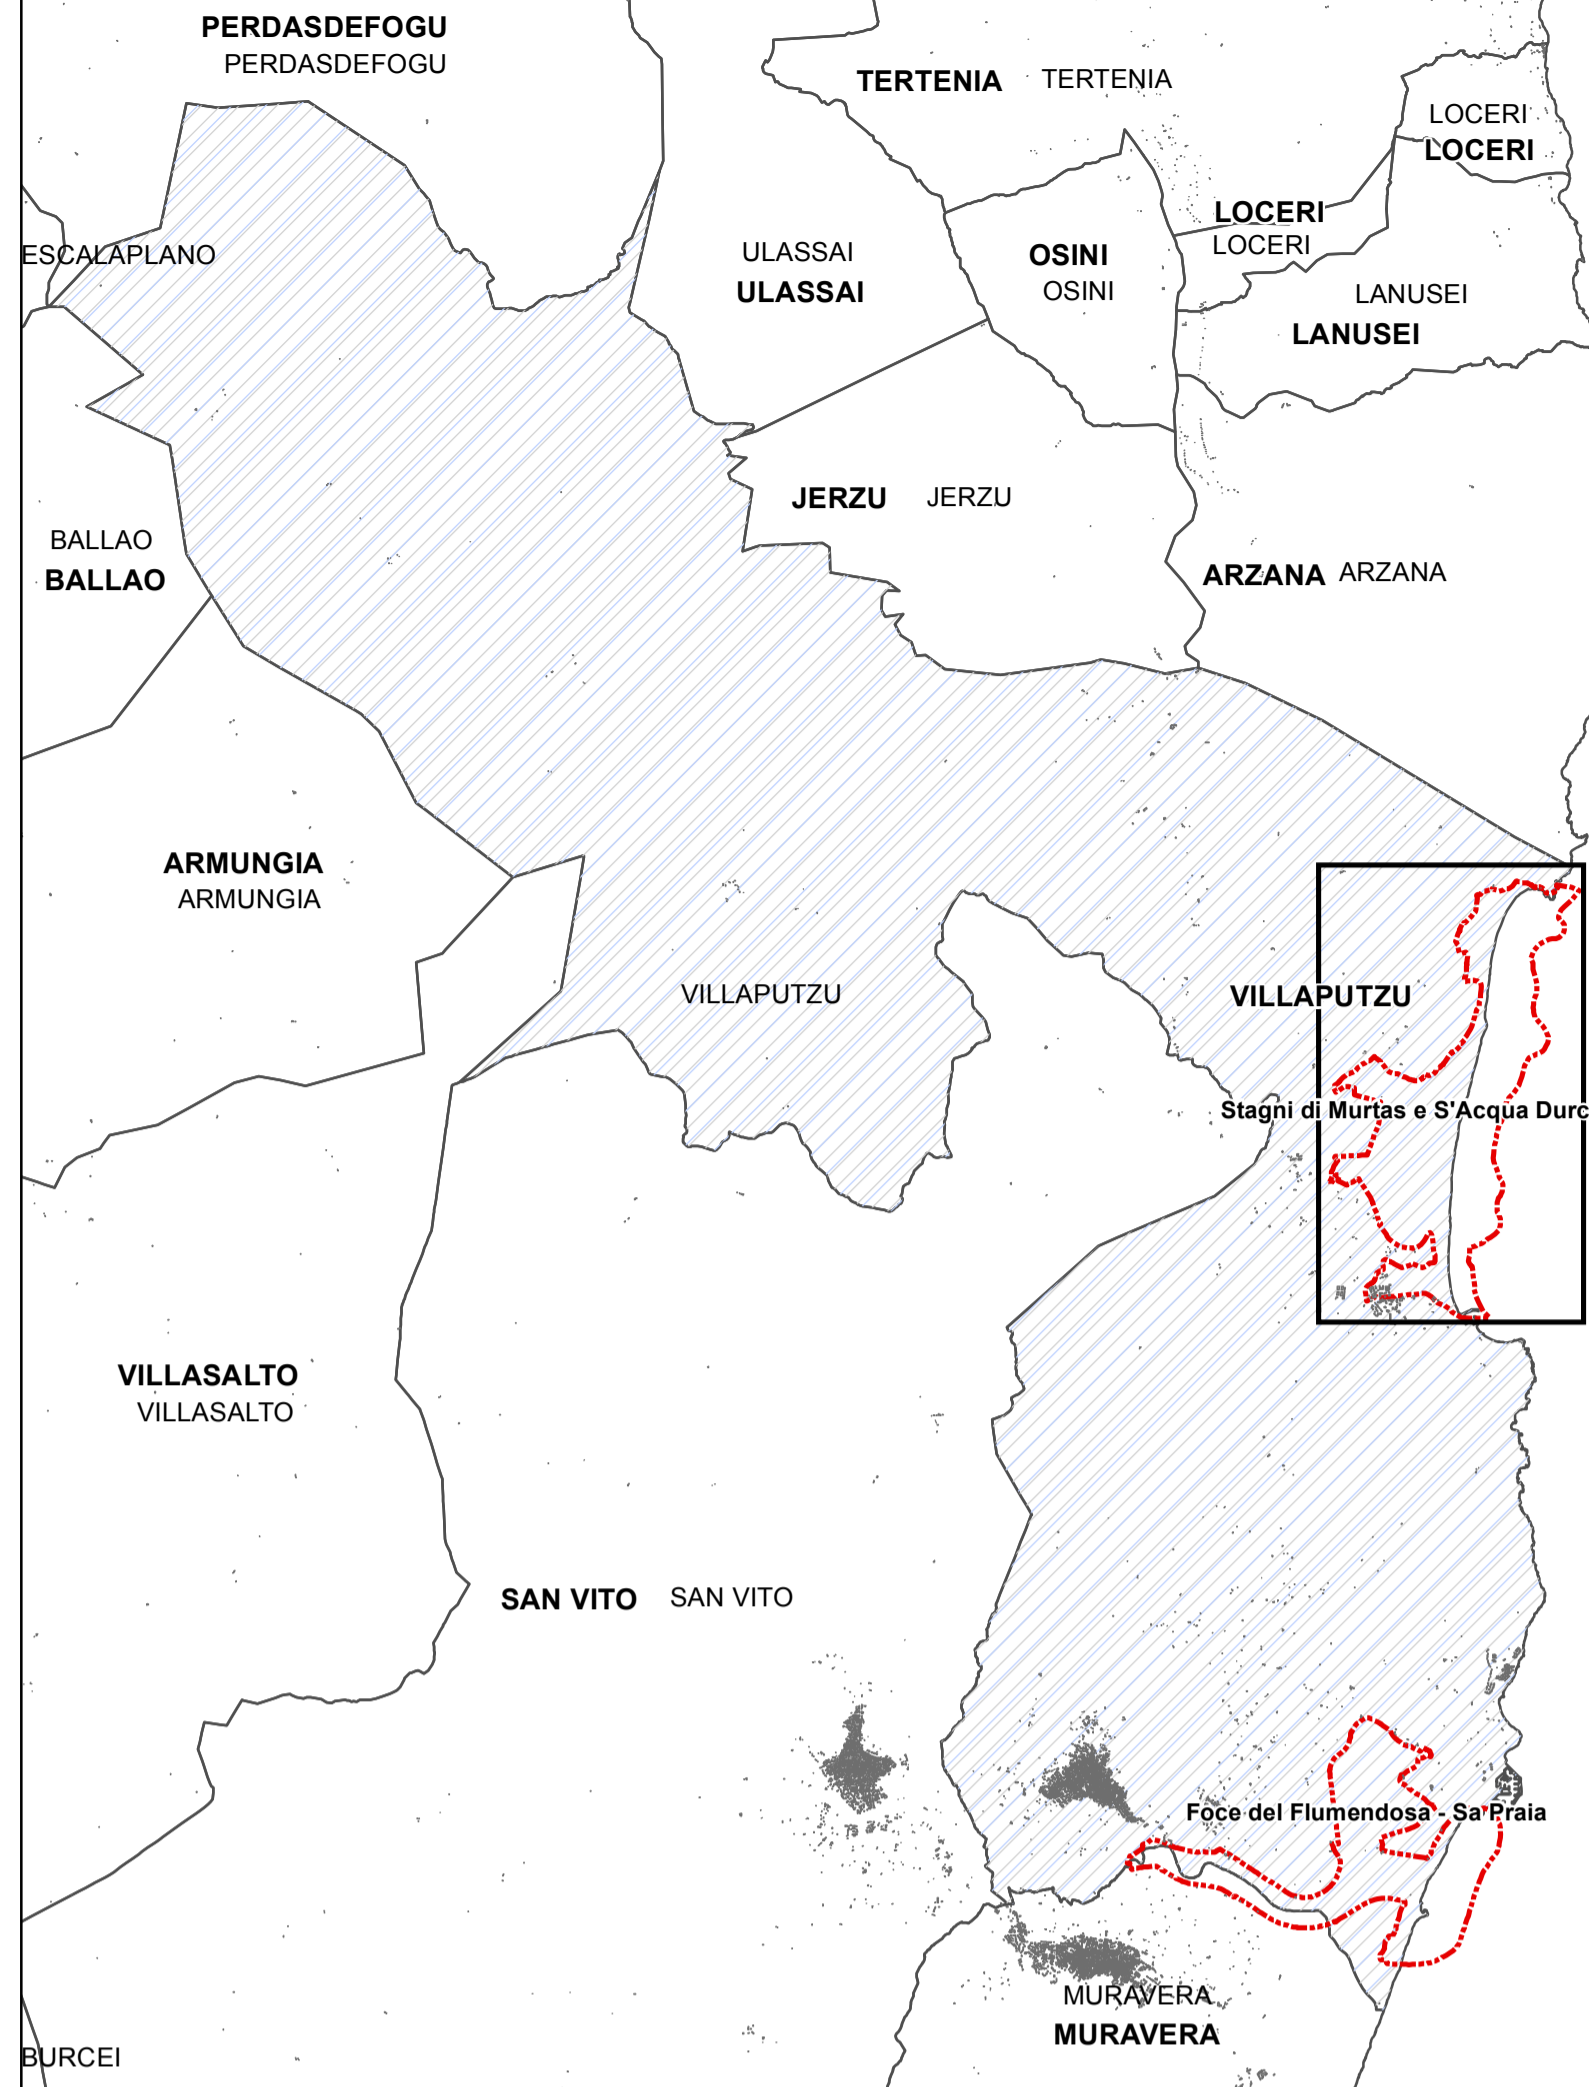 PERDASDEFOGU
PERDASDEFOGU
TERTENIA TERTENIA
LOCERI
LOCERI
LOCERI
LOCERI
ESCALAPLANO
ULASSAI
ULASSAI
OSINI
OSINI
LANUSEI
LANUSEI
JERZU JERZU
BALLAO
BALLAO
ARZANA ARZANA
ARMUNGIA
ARMUNGIA
VILLAPUTZU
VILLAPUTZU
Stagni di Murtas e S'Acqua Durc
VILLASALTO
VILLASALTO
SAN VITO SAN VITO
Foce del Flumendosa - Sa Praia
MURAVERA
MURAVERA
BURCEI